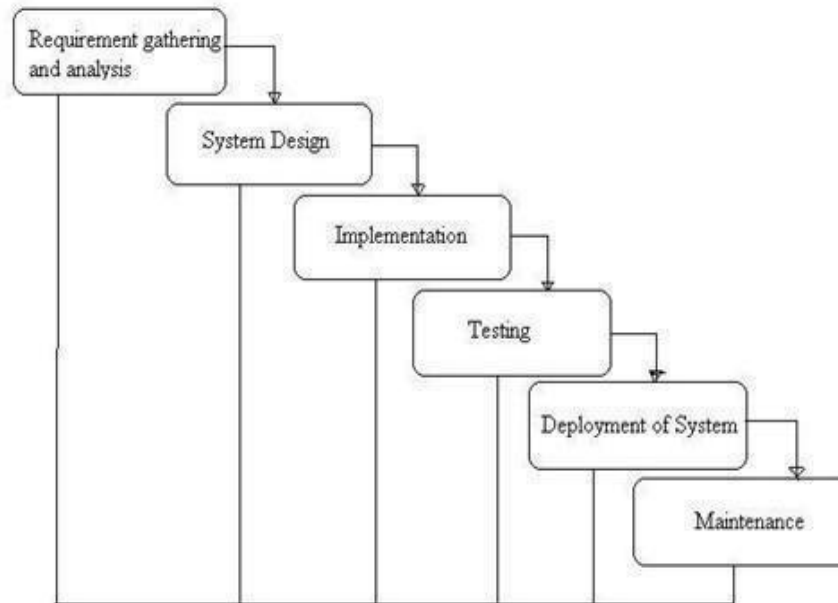 Requirement gathering
and analysis
System Design
Implementation
Testing
Deployment of System
Maintenance